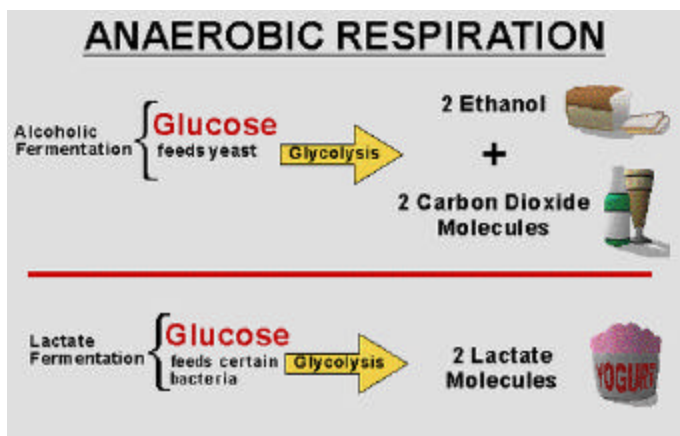 ANAEROBIC RESPIRATION
Alcoholic
Fermentation
Glucose
feeds yeast
Glycolysis
2 Ethanol
+
2 Carbon Dioxide
Molecules
Lactate
Fermentation
Glucose
feeds certain
bacteria
Glycolysis
2 Lactate
Molecules
YOGURT